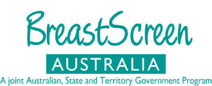 BreastScreen
AUSTRALIA
A joint Australian, State and Territory Government Program